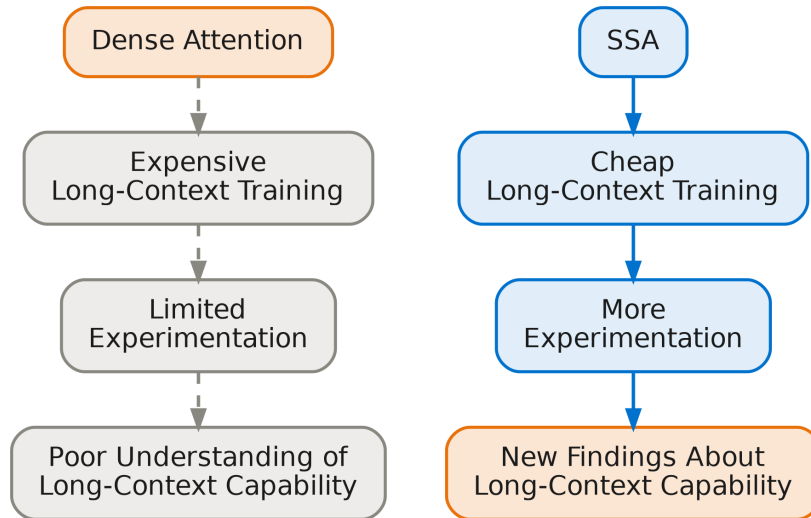 Dense Attention
Expensive
Long-Context Training
Limited
Experimentation
Poor Understanding of
Long-Context Capability
SSA
Cheap
Long-Context Training
More
Experimentation
New Findings About
Long-Context Capability